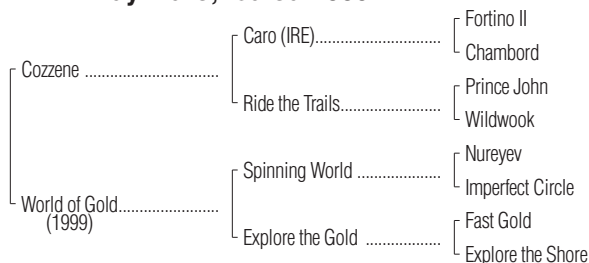 Fortino II
Caro (IRE)
Chambord
Cozzene
Prince John
Ride the Trails
Wildwook
Nureyev
Spinning World
Imperfect Circle
World of Gold
(1999)
Fast Gold
Explore the Gold
Explore the Shore